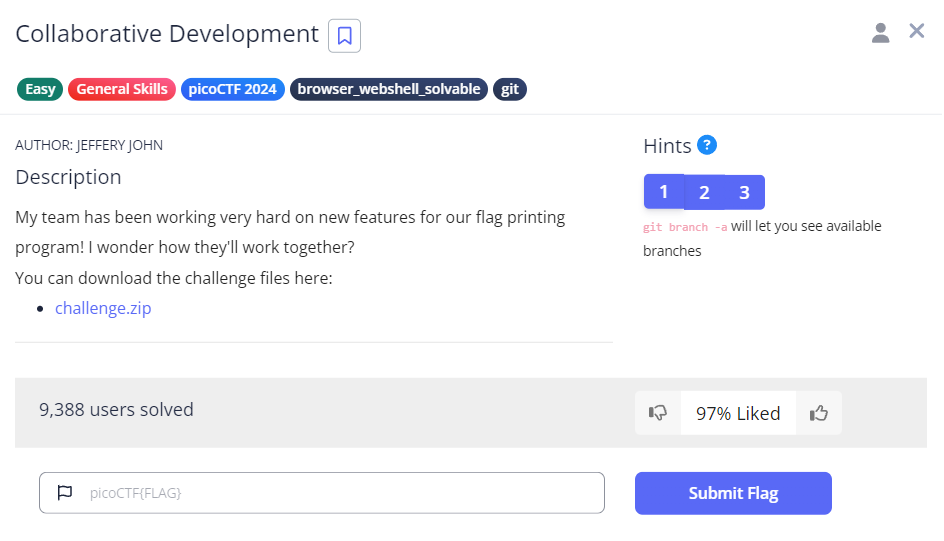 Collaborative Development
Easy
General Skills
picoCTF 2024
browser_webshell_solvable
git
AUTHOR: JEFFERY JOHN
Description
My team has been working very hard on new features for our flag printing
program! I wonder how they'll work together?
You can download the challenge files here:
challenge.zip
Hints ?
1 2 3
git branch -a will let you see available
branches
9,388 users solved
97% Liked
picoCTF{FLAG}
Submit Flag